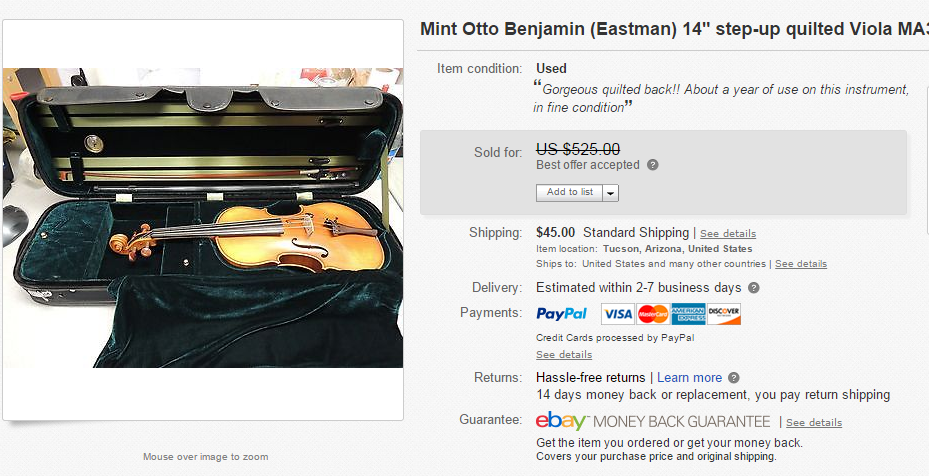 Mint Otto Benjamin (Eastman) 14" step-up quilted Viola MA3
Item condition: Used
“Gorgeous quilted back!! About a year of use on this instrument,
in fine condition”
Sold for: US $525.00
Best offer accepted ?
Add to list
Shipping: $45.00 Standard Shipping | See details
Item location: Tucson, Arizona, United States
Ships to: United States and many other countries | See details
Delivery: Estimated within 2-7 business days ?
Payments: PayPal VISA MasterCard AMERICAN EXPRESS DISCOVER
Credit Cards processed by PayPal
See details
Returns: Hassle-free returns | Learn more ?
14 days money back or replacement, you pay return shipping
Guarantee: ebay™ MONEY BACK GUARANTEE | See details
Get the item you ordered or get your money back.
Covers your purchase price and original shipping.
Mouse over image to zoom